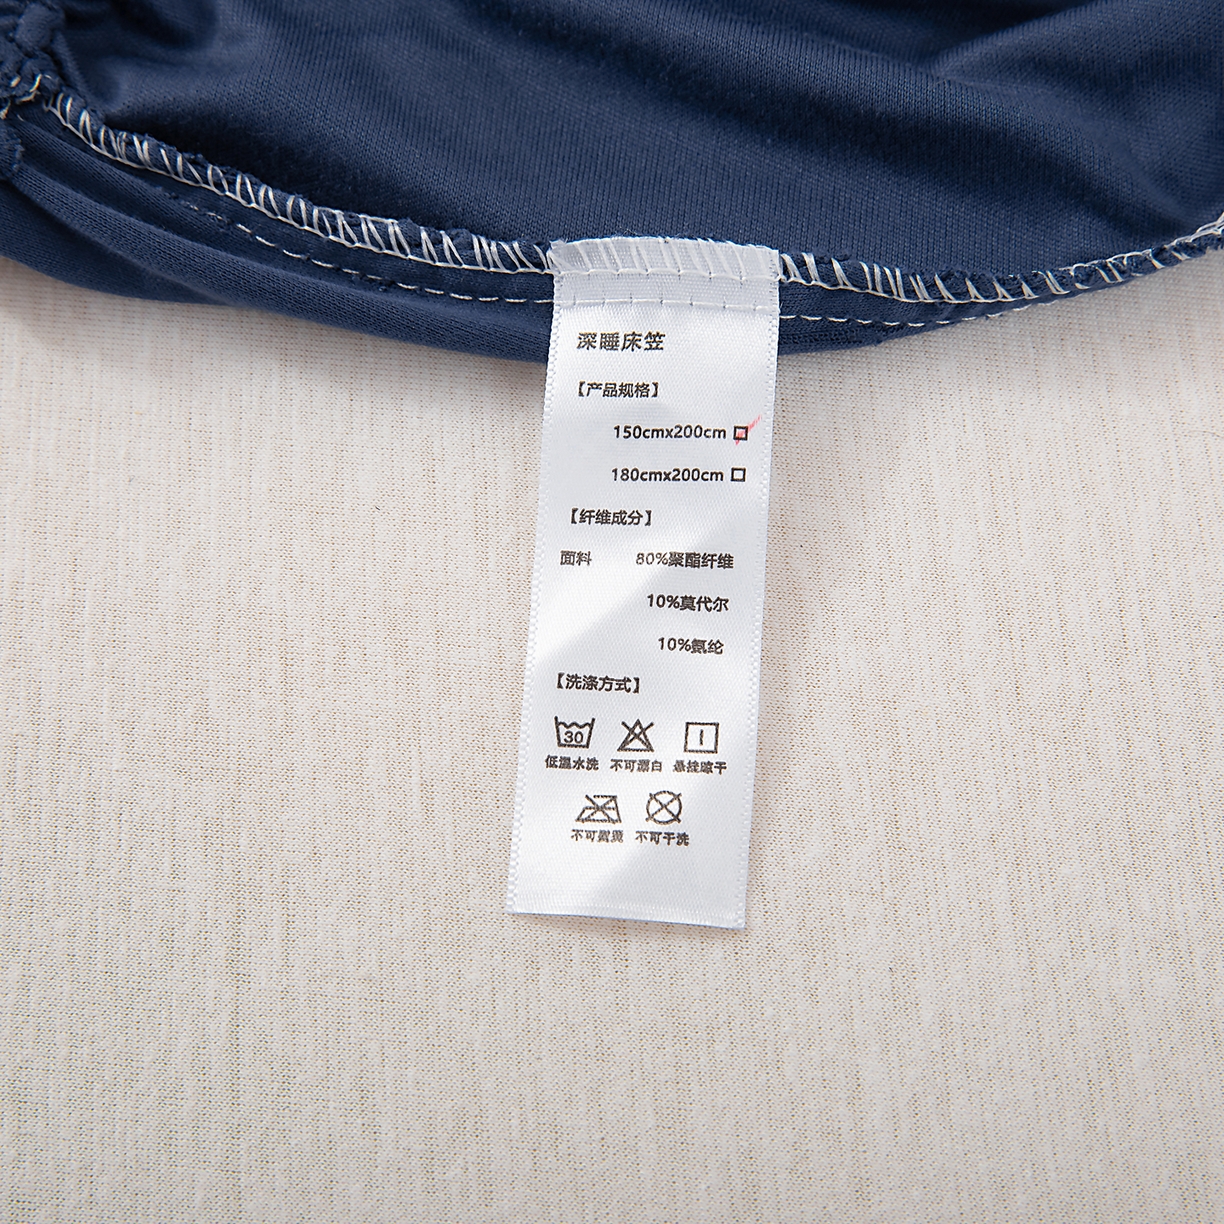 深睡床笠
【产品规格】
150cmx200cm
180cmx200cm
【纤维成分】
面料 80%聚酯纤维
10%莫代尔
10%氨纶
【洗涤方式】
30
低温水洗 不可漂白 悬挂晾干
不可熨烫 不可干洗